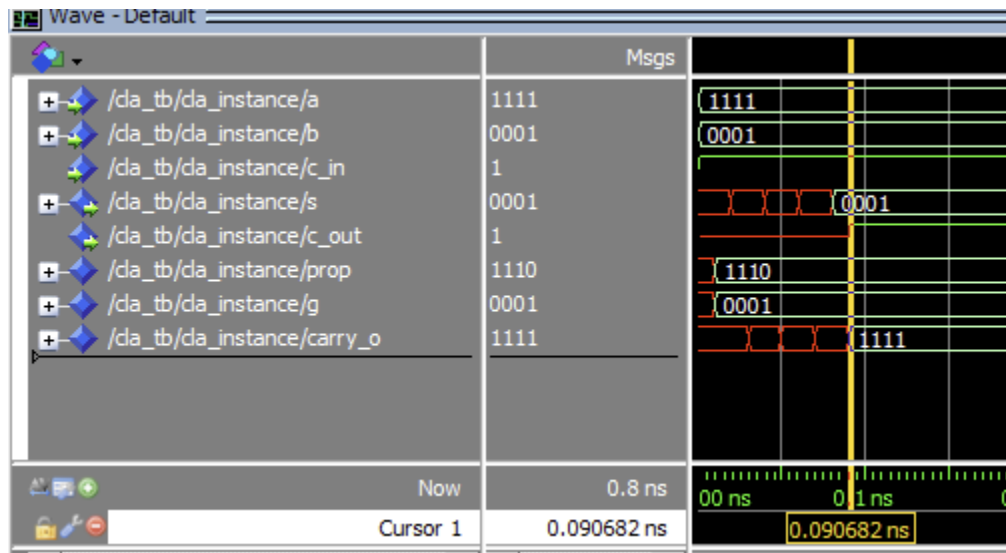 Wave - Default
Msgs
/cla_tb/cla_instance/a 1111 1111
/cla_tb/cla_instance/b 0001 0001
/cla_tb/cla_instance/c_in 1
/cla_tb/cla_instance/s 0001 0001
/cla_tb/cla_instance/c_out 1
/cla_tb/cla_instance/prop 1110 1110
/cla_tb/cla_instance/g 0001 0001
/cla_tb/cla_instance/carry_o 1111 1111
Now 0.8 ns 00 ns 0.1 ns
Cursor 1 0.090682 ns 0.090682 ns